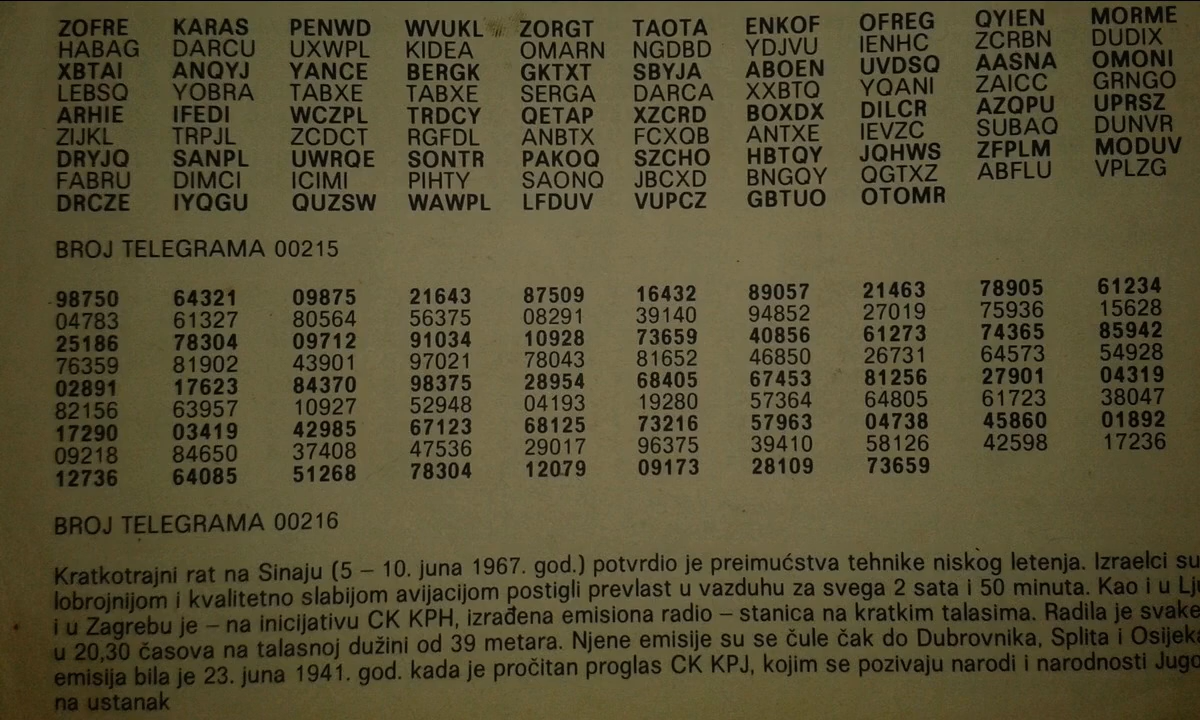 ZOFRE KARAS PENWD WVUKL ZORGT TAOTA ENKOF OFREG QYIEN MORME
HABAG DARCU UXWPL KIDEA OMARN NGDBD YDJVU IENHC ZCRBN DUDIX
XBTAI ANQYJ YANCE BERGK GKTXT SBYJA ABOEN UVDSQ AASNA OMONI
LEBSQ YOBRA TABXE TABXE SERGA DARCA XXBTQ YQANI ZAICC GRNGO
ARHIE IFEDI WCZPL TRDCY QETAP XZCRD BOXDX DILCR AZQPU UPRSZ
ZIJKL TRPJL ZCDCT RGFDL ANBTX FCXQB ANTXE IEVZC SUBAQ DUNVR
DRYJQ SANPL UWRQE SONTR PAKOQ SZCHO HBTQY JQHWS ZFPLM MODUV
FABRU DIMCI ICIMI PIHTY SAONQ JBCXD BNGQY QGTXZ ABFLU VPLZG
DRCZE IYQGU QUZSW WAWPL LFDUV VUPCZ GBTUO OTOMR
BROJ TELEGRAMA 00215
98750 64321 09875 21643 87509 16432 89057 21463 78905 61234
04783 61327 80564 56375 08291 39140 94852 27019 75936 15628
25186 78304 09712 91034 10928 73659 40856 61273 74365 85942
76359 81902 43901 97021 78043 81652 46850 26731 64573 54928
02891 17623 84370 98375 28954 68405 67453 81256 27901 04319
82156 63957 10927 52948 04193 19280 57364 64805 61723 38047
17290 03419 42985 67123 68125 73216 57963 04738 45860 01892
09218 84650 37408 47536 29017 96375 39410 58126 42598 17236
12736 64085 51268 78304 12079 09173 28109 73659
BROJ TELEGRAMA 00216
Kratkotrajni rat na Sinaju (5 – 10. juna 1967. god.) potvrdio je preimućstva tehnike niskog letenja. Izraelci su
lobrojnijom i kvalitetno slabijom avijacijom postigli prevlast u vazduhu za svega 2 sata i 50 minuta. Kao i u Lj
i u Zagrebu je – na inicijativu CK KPH, izrađena emisiona radio – stanica na kratkim talasima. Radila je svake
u 20,30 časova na talasnoj dužini od 39 metara. Njene emisije su se čule čak do Dubrovnika, Splita i Osijeka
emisija bila je 23. juna 1941. god. kada je pročitan proglas CK KPJ, kojim se pozivaju narodi i narodnosti Jugo
na ustanak